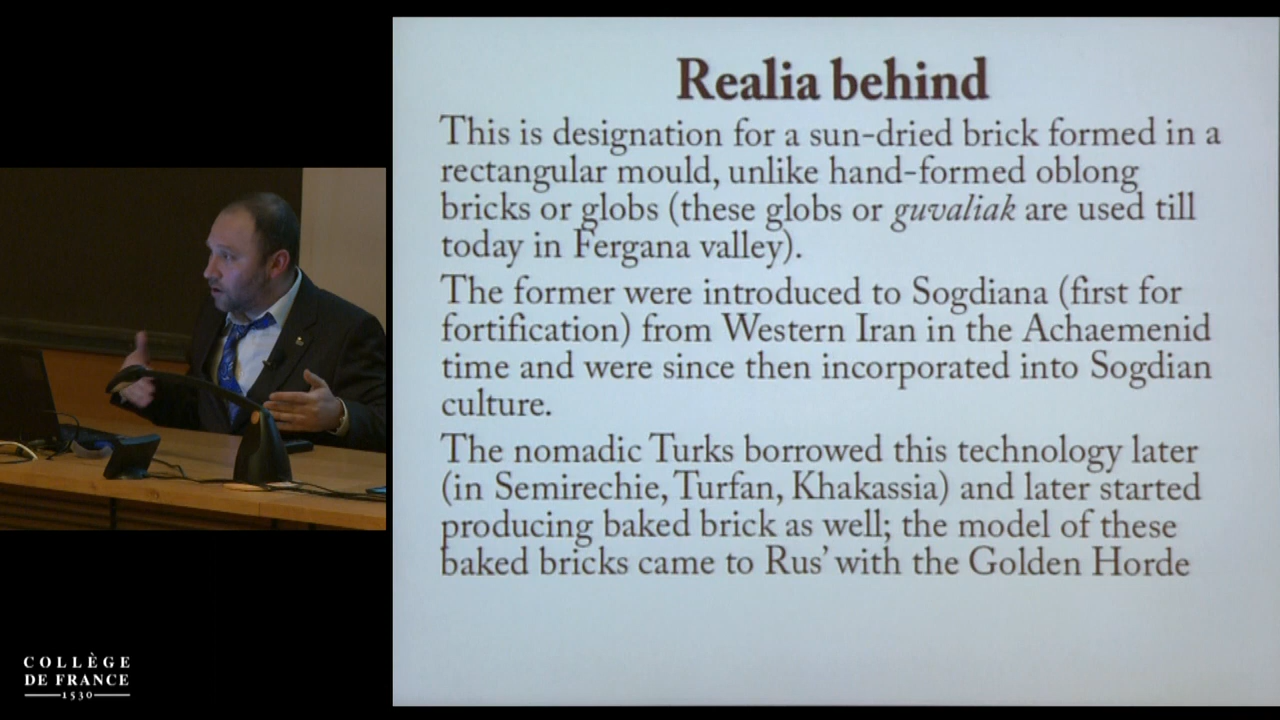 Realia behind
This is designation for a sun-dried brick formed in a
rectangular mould, unlike hand-formed oblong
bricks or globs (these globs or guvaliak are used till
today in Fergana valley).
The former were introduced to Sogdiana (first for
fortification) from Western Iran in the Achaemenid
time and were since then incorporated into Sogdian
culture.
The nomadic Turks borrowed this technology later
(in Semirechie, Turfan, Khakassia) and later started
producing baked brick as well; the model of these
baked bricks came to Rus’ with the Golden Horde
COLLÈGE
DE FRANCE
1530